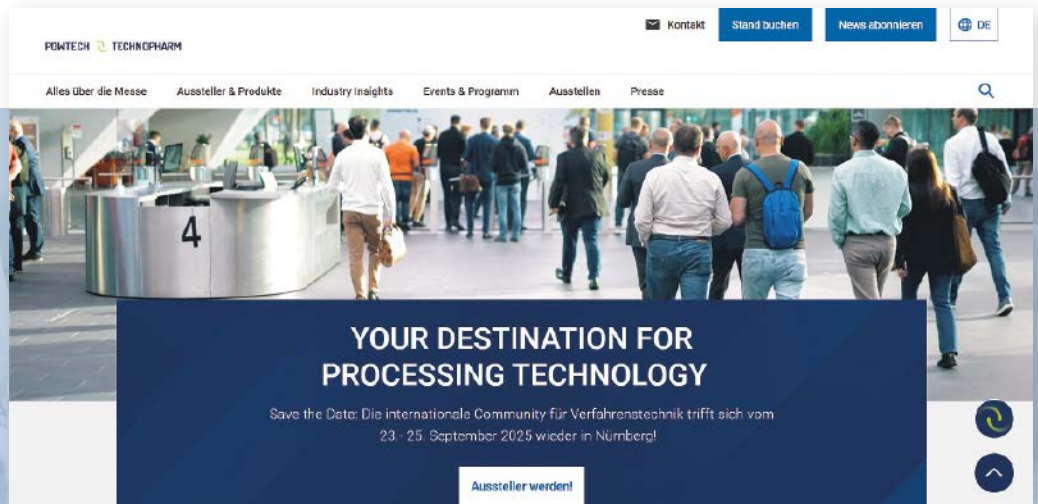 Kontakt
Stand buchen
News abonnieren
DE
POWTECH TECHNOPHARM
Alles über die Messe
Aussteller & Produkte
Industry Insights
Events & Programm
Ausstellen
Presse
4
YOUR DESTINATION FOR
PROCESSING TECHNOLOGY
Save the Date: Die internationale Community für Verfahrenstechnik trifft sich vom
23.- 25. September 2025 wieder in Nürnberg!
Aussteller werden!